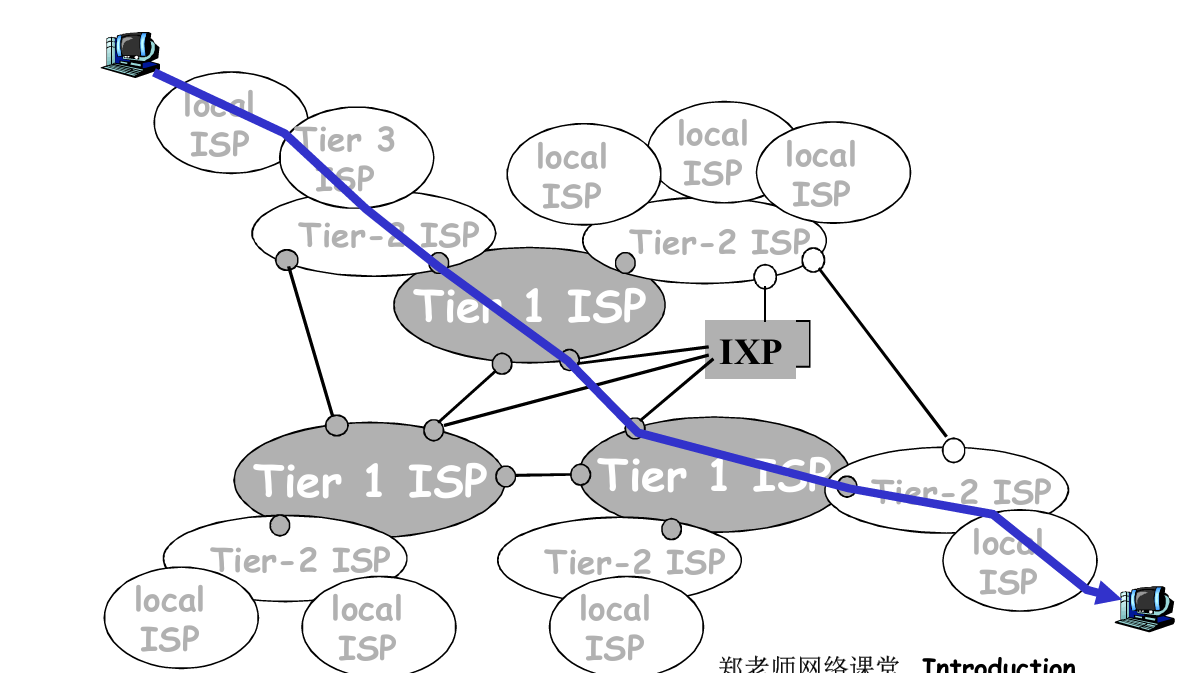 local
ISP
Tier 3
ISP
Tier-2 ISP
local
ISP
local
ISP
local
ISP
Tier-2 ISP
Tier 1 ISP
IXP
Tier 1 ISP
Tier 1 ISP
Tier-2 ISP
local
ISP
Tier-2 ISP
local
ISP
local
ISP
Tier-2 ISP
local
ISP
郑老师网络课堂 Introduction